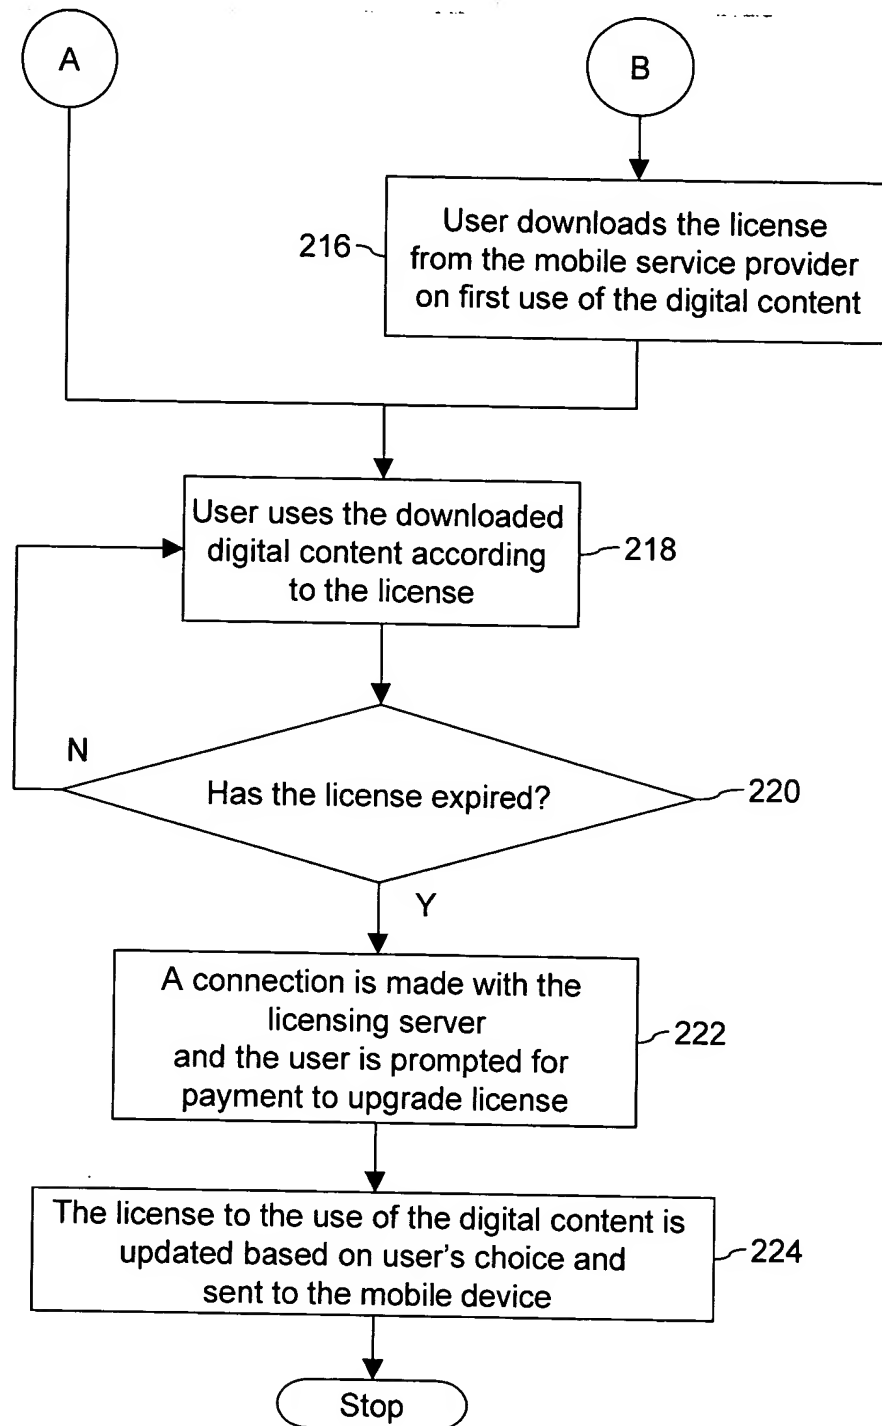 A
B
User downloads the license
from the mobile service provider
on first use of the digital content
216
User uses the downloaded
digital content according
to the license
218
N
Has the license expired?
220
Y
A connection is made with the
licensing server
and the user is prompted for
payment to upgrade license
222
The license to the use of the digital content is
updated based on user's choice and
sent to the mobile device
224
Stop